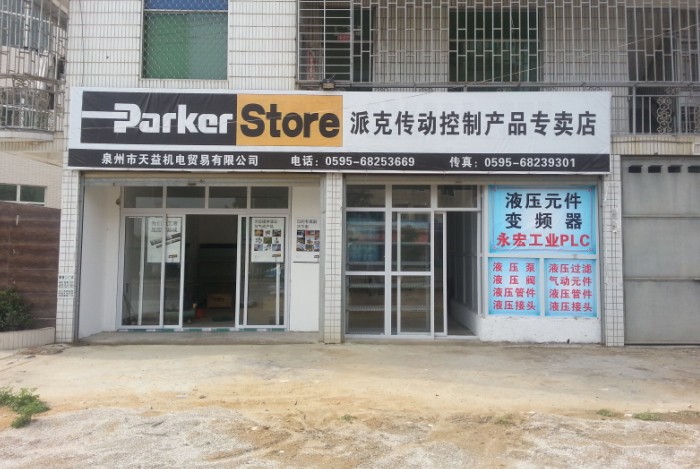 Parker Store 派克传动控制产品专卖店
泉州市天益机电贸易有限公司 电话：0595-68253669 传真：0595-68239301
液压元件
变频器
永宏工业PLC
液压泵
液压阀
液压管件
液压接头
液压过滤
气动元件
液压管件
液压接头